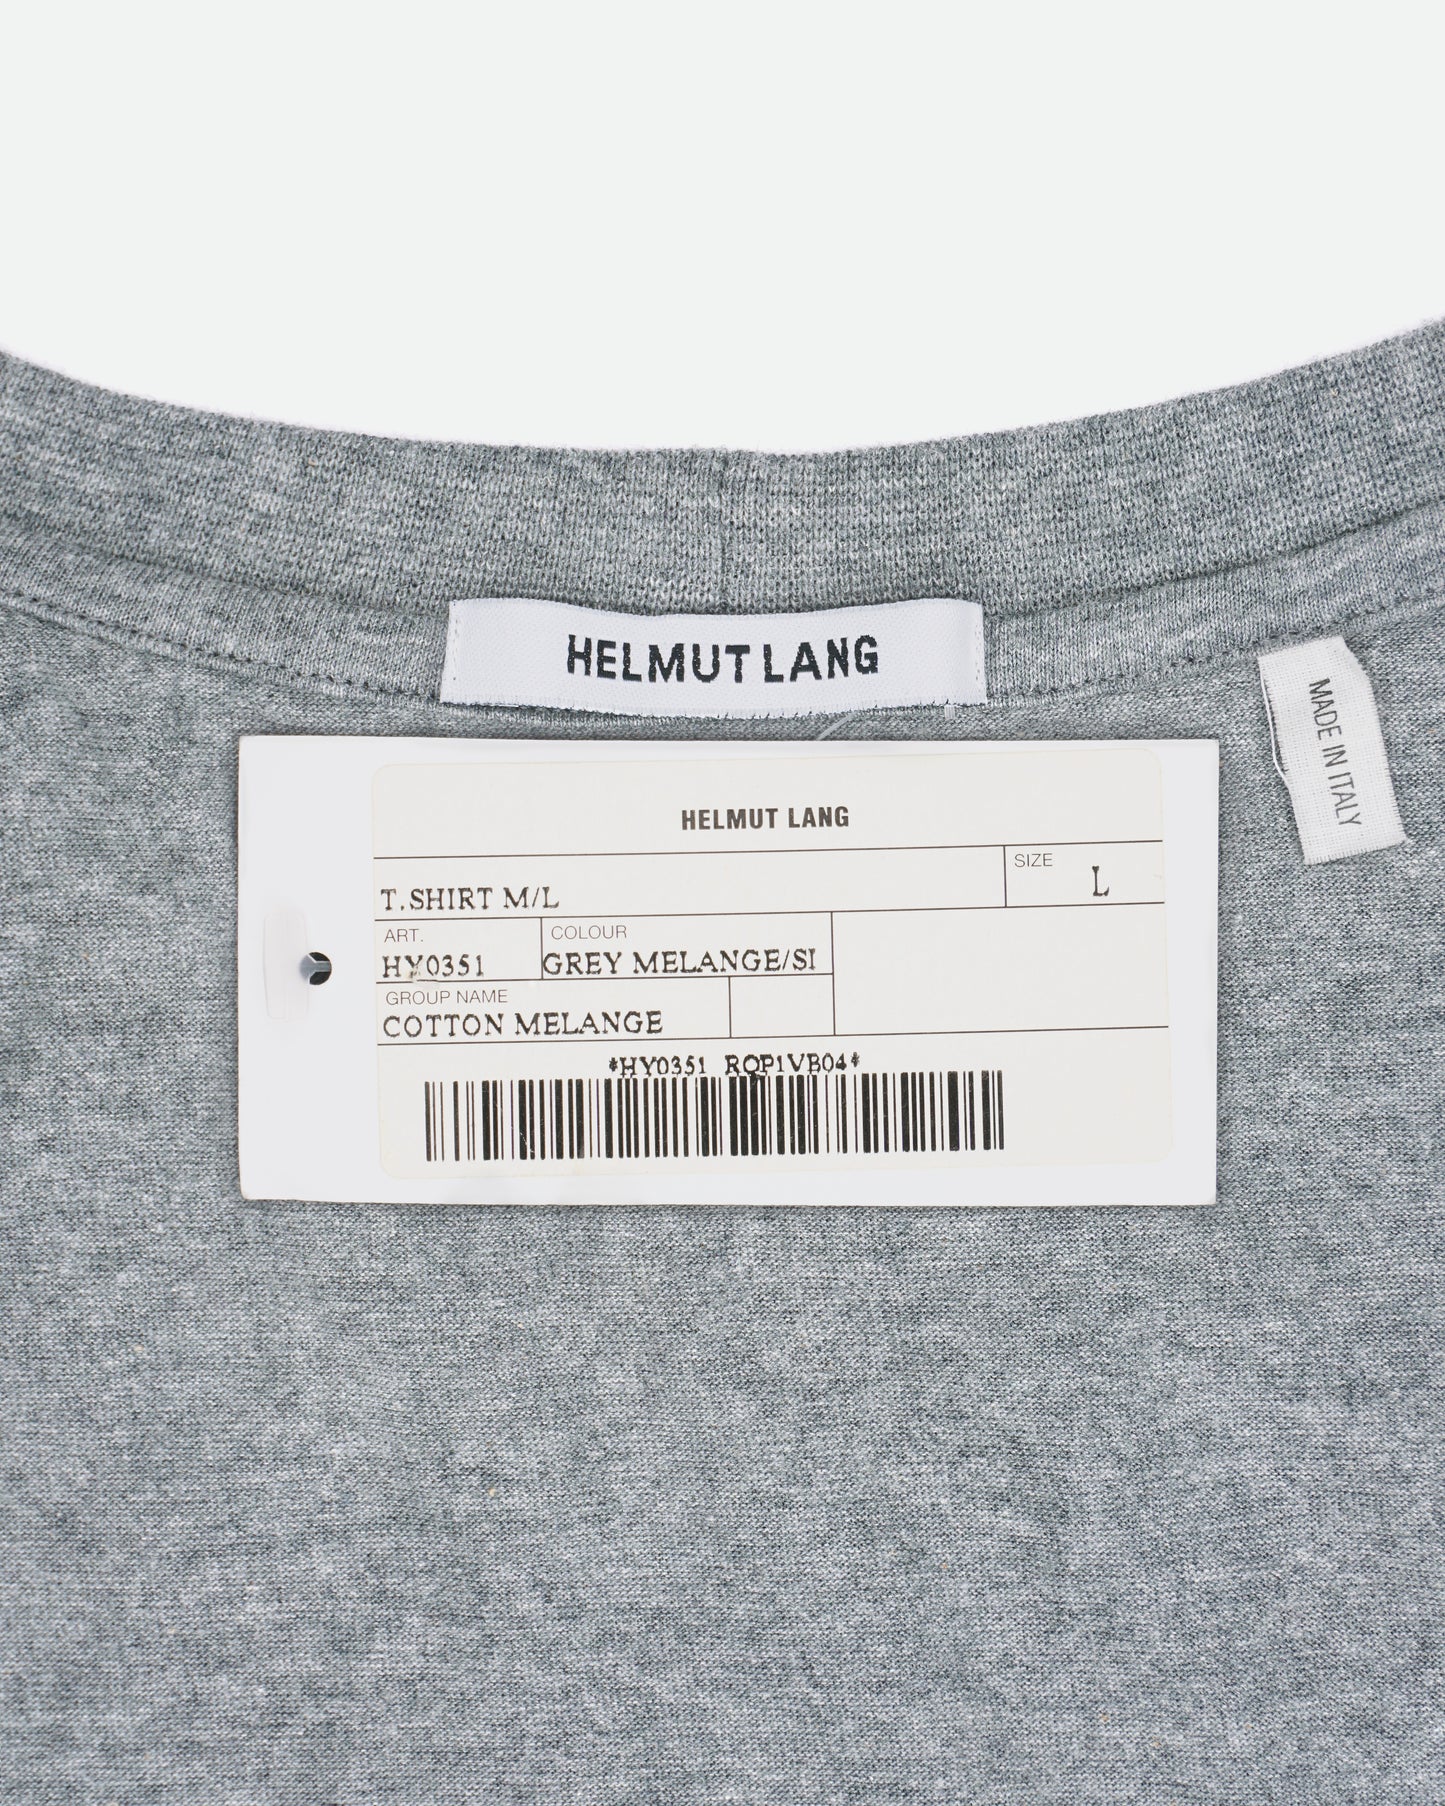 HELMUT LANG
MADE IN ITALY
HELMUT LANG
T.SHIRT M/L
SIZE
L
ART.
HY0351
COLOUR
GREY MELANGE/SI
GROUP NAME
COTTON MELANGE
*HY0351 RQP1VB04*